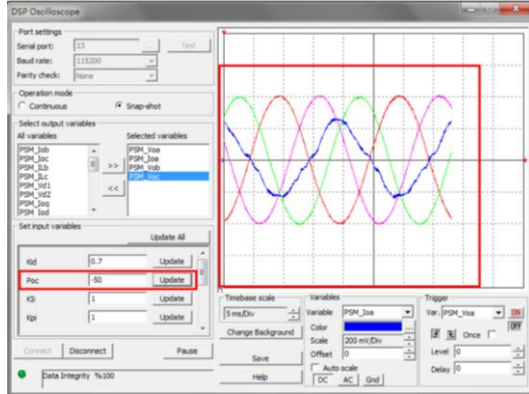 DSP Oscilloscope
Port settings
Serial port: 13 ... Test
Baud rate: 115200
Parity check: None
Operation mode
Continuous Snap-shot
Select output variables
All variables Selected variables
PSM_Iob
PSM_Ioc
PSM_ILb
PSM_ILc
PSM_Vd1
PSM_Vd2
PSM_Ioq
PSM_Iod
>>
<<
PSM_Voa
PSM_Ioa
PSM_Vob
PSM_Voc
Set input variables
Update All
Kid 0.7 Update
Poc -50 Update
Kli 1 Update
Kpi 1 Update
Connect Disconnect Pause
Data Integrity %100
Timebase scale
5 ms/Div
Change Background
Save
Help
Variables
Variable PSM_Ioa
Color ...
Scale 200 mV/Div
Offset 0
Auto scale
DC AC Gnd
Trigger
Var. PSM_Voa ON
OFF
Once
Level 0
Delay 0